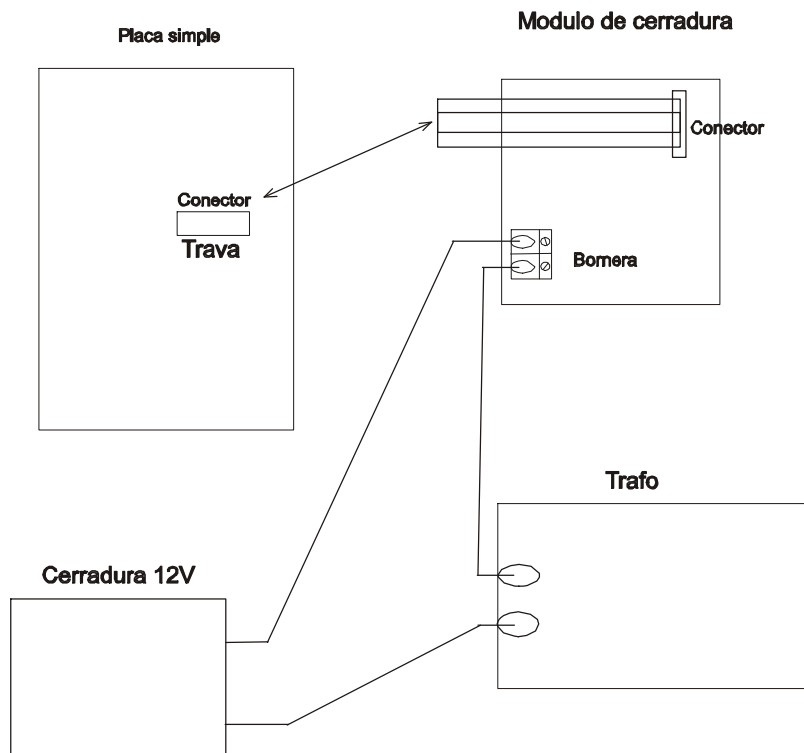 Placa simple
Modulo de cerradura
Conector
Conector
Trava
Bornera
Trafo
Cerradura 12V